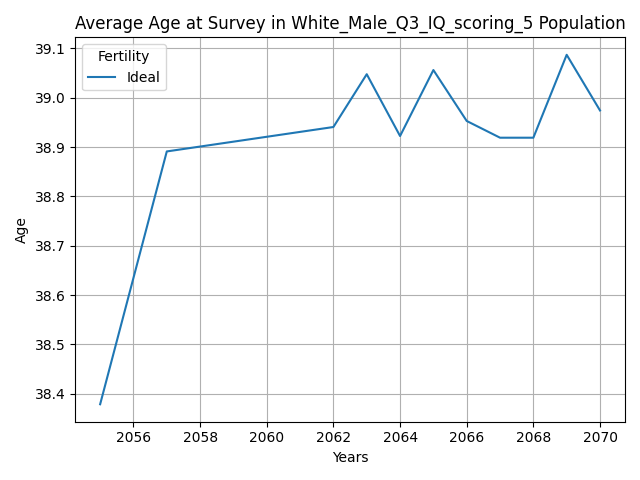 Average Age at Survey in White_Male_Q3_IQ_scoring_5 Population
Fertility
Ideal
39.1
39.0
38.9
38.8
38.7
38.6
38.5
38.4
Age
2056 2058 2060 2062 2064 2066 2068 2070
Years